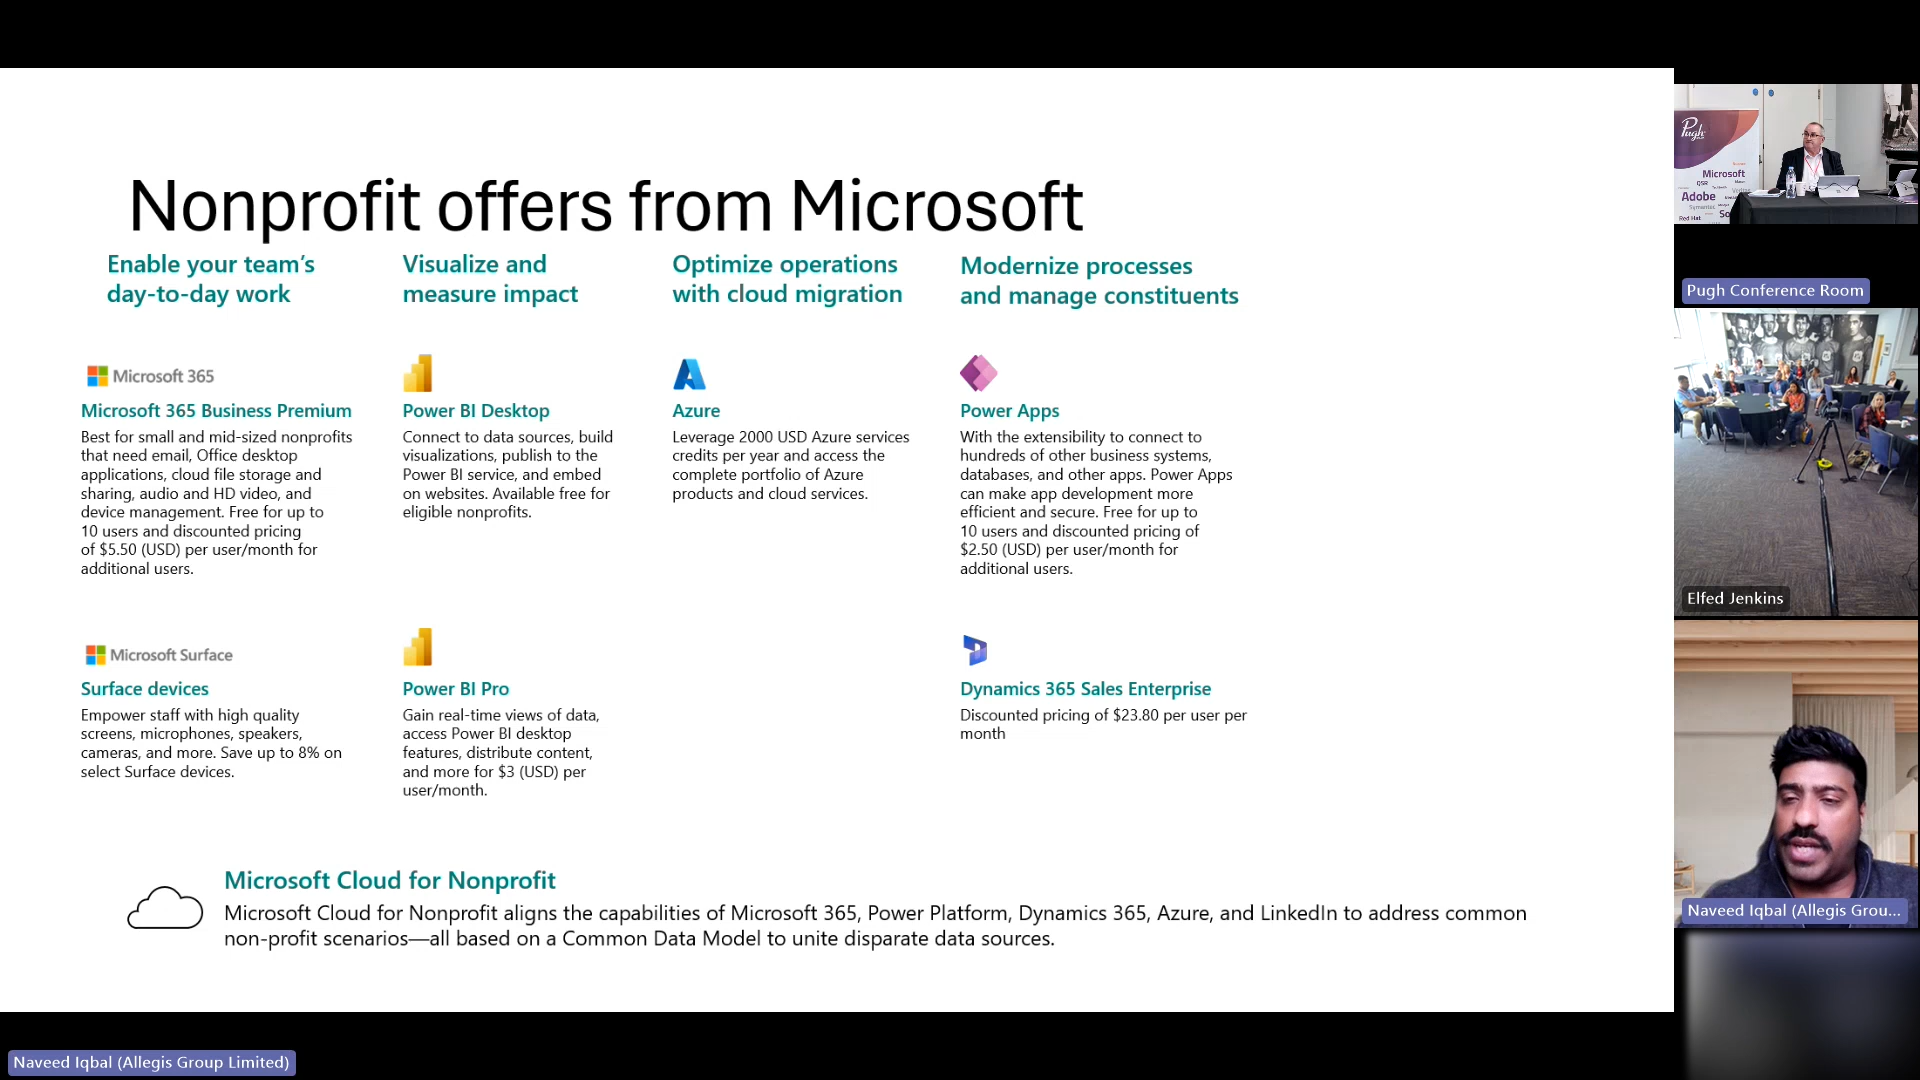 Nonprofit offers from Microsoft
Enable your team's
day-to-day work
Microsoft 365
Microsoft 365 Business Premium
Best for small and mid-sized nonprofits
that need email, Office desktop
applications, cloud file storage and
sharing, audio and HD video, and
device management. Free for up to
10 users and discounted pricing
of $5.50 (USD) per user/month for
additional users.
Microsoft Surface
Surface devices
Empower staff with high quality
screens, microphones, speakers,
cameras, and more. Save up to 8% on
select Surface devices.
Visualize and
measure impact
Power BI Desktop
Connect to data sources, build
visualizations, publish to the
Power BI service, and embed
on websites. Available free for
eligible nonprofits.
Power BI Pro
Gain real-time views of data,
access Power BI desktop
features, distribute content,
and more for $3 (USD) per
user/month.
Optimize operations
with cloud migration
Azure
Leverage 2000 USD Azure services
credits per year and access the
complete portfolio of Azure
products and cloud services.
Modernize processes
and manage constituents
Power Apps
With the extensibility to connect to
hundreds of other business systems,
databases, and other apps. Power Apps
can make app development more
efficient and secure. Free for up to
10 users and discounted pricing of
$2.50 (USD) per user/month for
additional users.
Dynamics 365 Sales Enterprise
Discounted pricing of $23.80 per user per
month
Microsoft Cloud for Nonprofit
Microsoft Cloud for Nonprofit aligns the capabilities of Microsoft 365, Power Platform, Dynamics 365, Azure, and LinkedIn to address common
non-profit scenarios—all based on a Common Data Model to unite disparate data sources.
Naveed Iqbal (Allegis Group Limited)
Pugh
Microsoft
QSR
Adobe
Symantec
Red Hat
Pugh Conference Room
Elfed Jenkins
Naveed Iqbal (Allegis Grou...